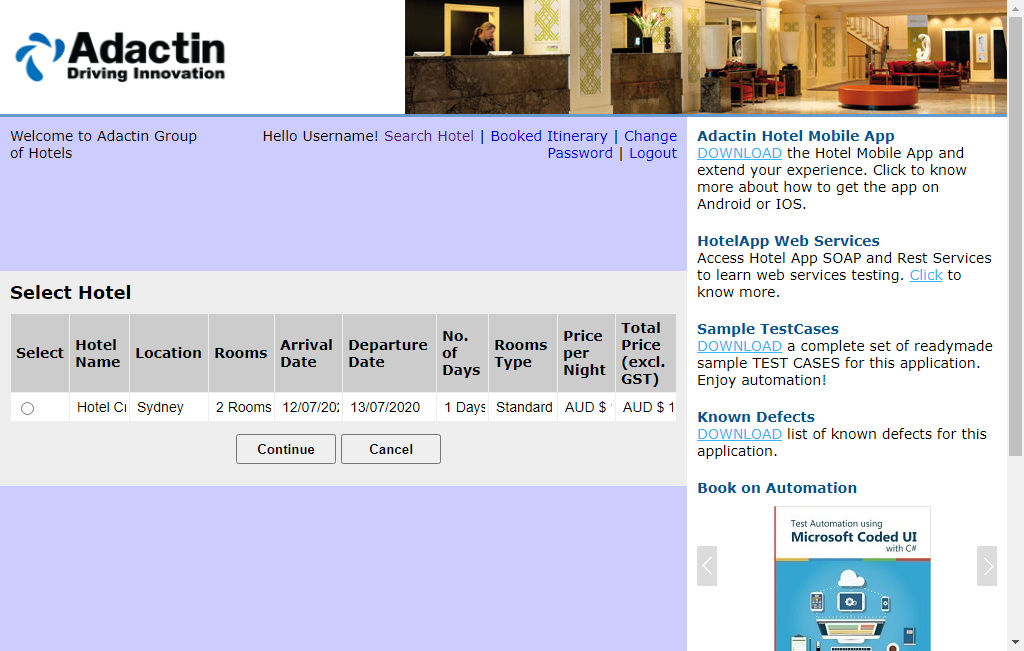 Adactin
Driving Innovation
Welcome to Adactin Group
of Hotels
Hello Username! Search Hotel | Booked Itinerary | Change
Password | Logout
Select Hotel
Select Hotel Name Location Rooms Arrival Date Departure Date No. of Days Rooms Type Price per Night Total Price (excl. GST)
Hotel Sydney 2 Rooms 12/07/202 13/07/2020 1 Days Standard AUD $ AUD $ 1
Continue Cancel
Adactin Hotel Mobile App
DOWNLOAD the Hotel Mobile App and
extend your experience. Click to know
more about how to get the app on
Android or IOS.
HotelApp Web Services
Access Hotel App SOAP and Rest Services
to learn web services testing. Click to
know more.
Sample TestCases
DOWNLOAD a complete set of readymade
sample TEST CASES for this application.
Enjoy automation!
Known Defects
DOWNLOAD list of known defects for this
application.
Book on Automation
Test Automation using
Microsoft Coded UI
with C#